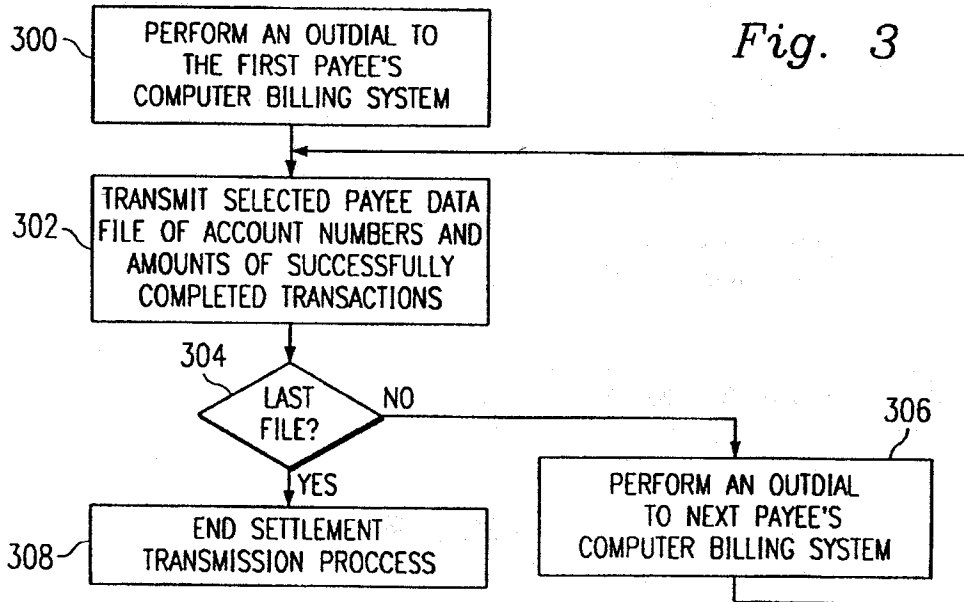 Fig. 3
300
PERFORM AN OUTDIAL TO
THE FIRST PAYEE'S
COMPUTER BILLING SYSTEM
302
TRANSMIT SELECTED PAYEE DATA
FILE OF ACCOUNT NUMBERS AND
AMOUNTS OF SUCCESSFULLY
COMPLETED TRANSACTIONS
304
LAST
FILE?
NO
YES
306
PERFORM AN OUTDIAL
TO NEXT PAYEE'S
COMPUTER BILLING SYSTEM
308
END SETTLEMENT
TRANSMISSION PROCCESS